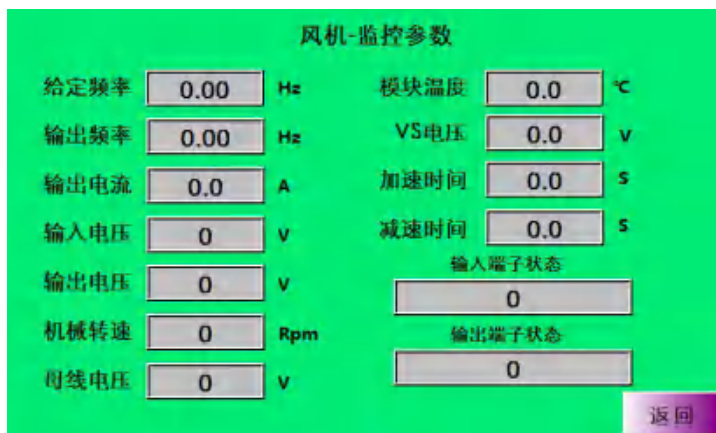 风机-监控参数
给定频率 0.00 Hz
输出频率 0.00 Hz
输出电流 0.0 A
输入电压 0 V
输出电压 0 V
机械转速 0 Rpm
母线电压 0 V
模块温度 0.0 ℃
VS电压 0.0 V
加速时间 0.0 S
减速时间 0.0 S
输入端子状态
0
输出端子状态
0
返回